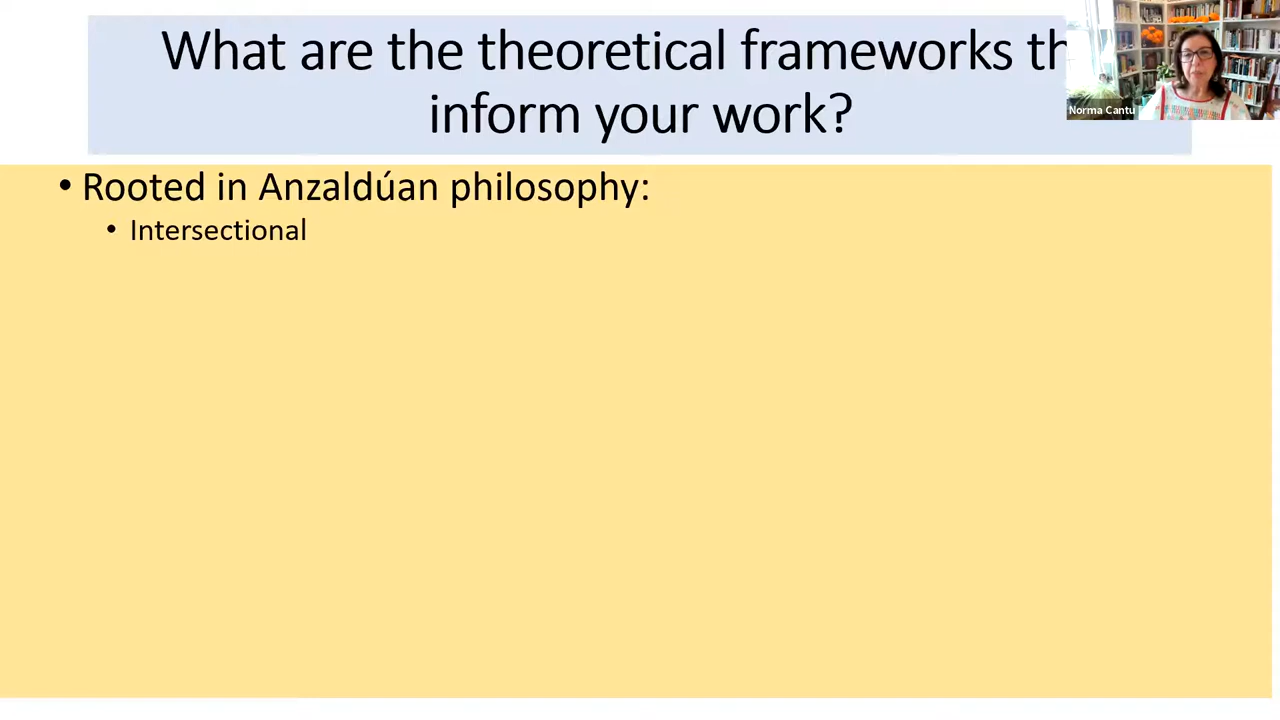 What are the theoretical frameworks th
inform your work?
Norma Cantu
• Rooted in Anzaldúan philosophy:
• Intersectional